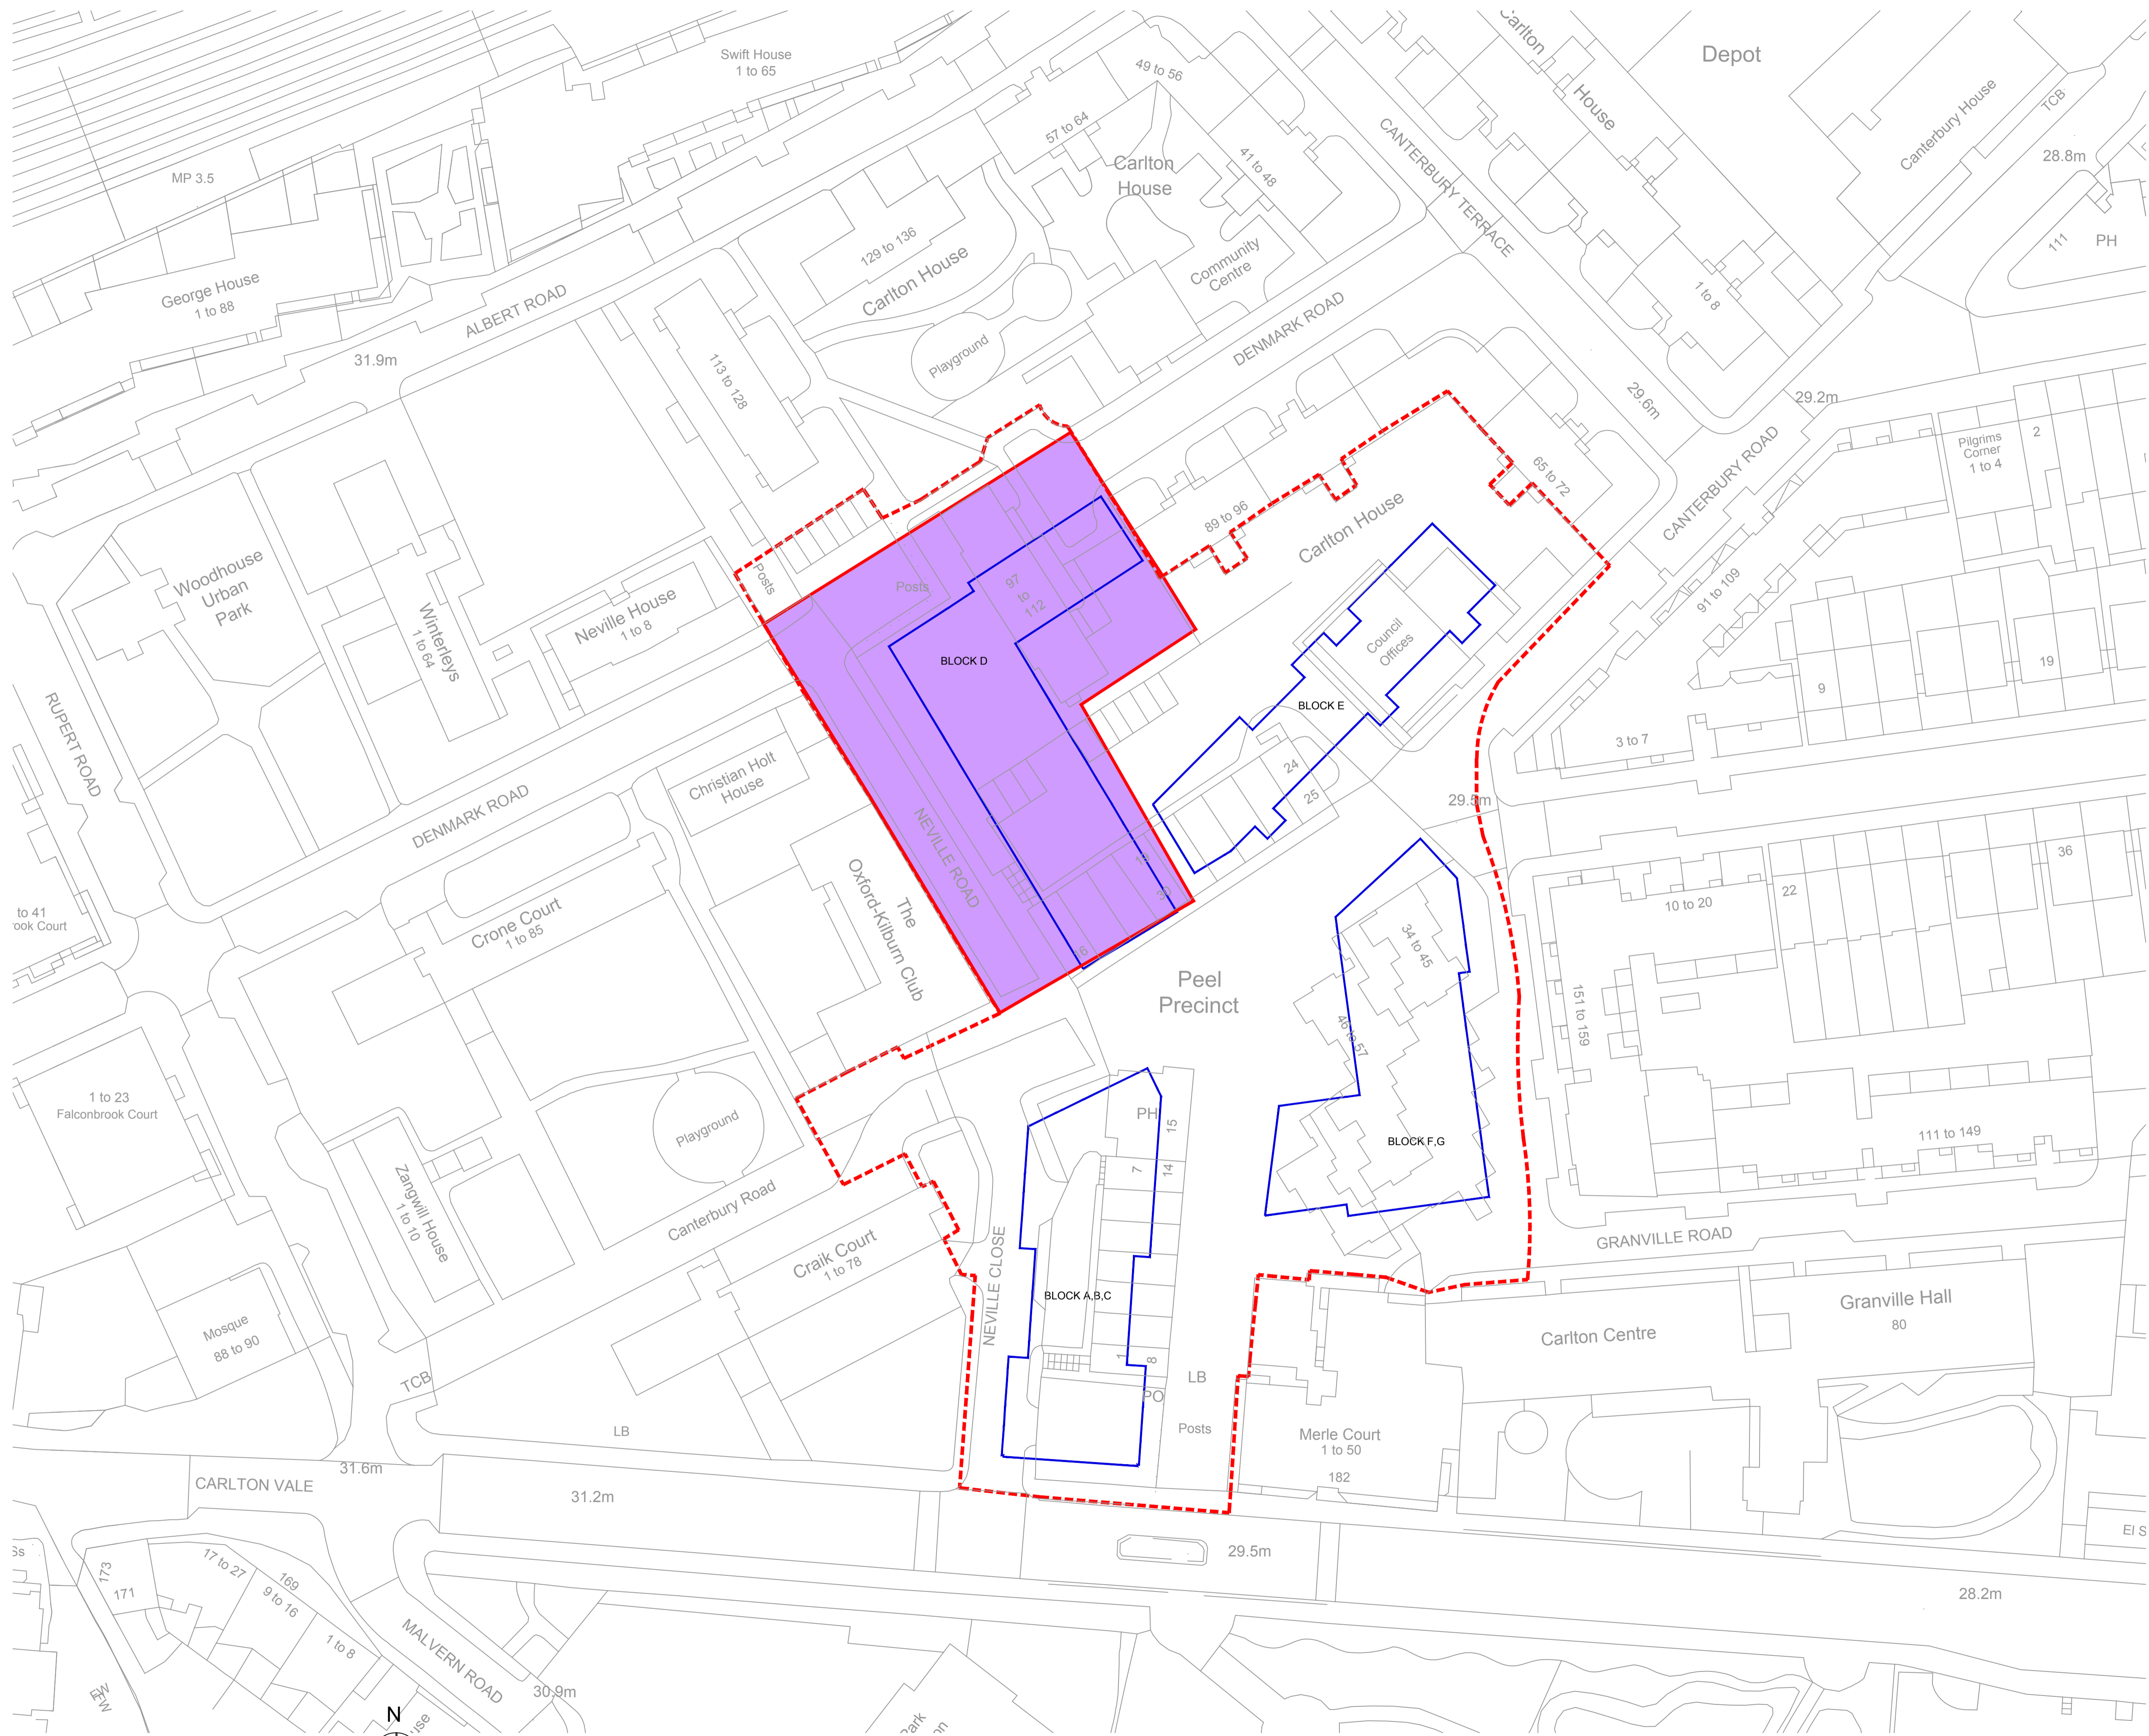 Swift House
1 to 65
49 to 56
Carlton
House
Depot
TCB
Canterbury House
28.8m
57 to 64
Carlton
House
41 to 48
CANTERBURY TERRACE
MP 3.5
111
PH
George House
1 to 88
129 to 136
Carlton House
Community
Centre
1 to 8
ALBERT ROAD
DENMARK ROAD
31.9m
113 to 128
Playground
29.6m
29.2m
CANTERBURY ROAD
Pilgrims
Corner
1 to 4
2
65 to 72
89 to 96
Carlton House
Woodhouse
Urban
Park
Posts
Posts
97
to
112
Winterleys
1 to 64
Neville House
1 to 8
91 to 109
Council
Offices
BLOCK D
19
9
BLOCK E
RUPERT ROAD
3 to 7
Christian Holt
House
24
25
29.5m
DENMARK ROAD
NEVILLE ROAD
36
22
10 to 20
The
Oxford-Kilburn Club
to 41
Crone Court
1 to 85
6
34 to 45
Peel
Precinct
151 to 159
46 to 57
1 to 23
Falconbrook Court
Playground
PH
15
7
14
BLOCK F,G
111 to 149
Zangwill House
1 to 10
Canterbury Road
Craik Court
1 to 78
NEVILLE CLOSE
GRANVILLE ROAD
BLOCK A,B,C
Granville Hall
80
Carlton Centre
Mosque
88 to 90
1
8
LB
PO
TCB
LB
Posts
Merle Court
1 to 50
182
31.6m
CARLTON VALE
31.2m
29.5m
El S
173
171
17 to 27
169
9 to 16
1 to 8
MALVERN ROAD
28.2m
30.9m
N